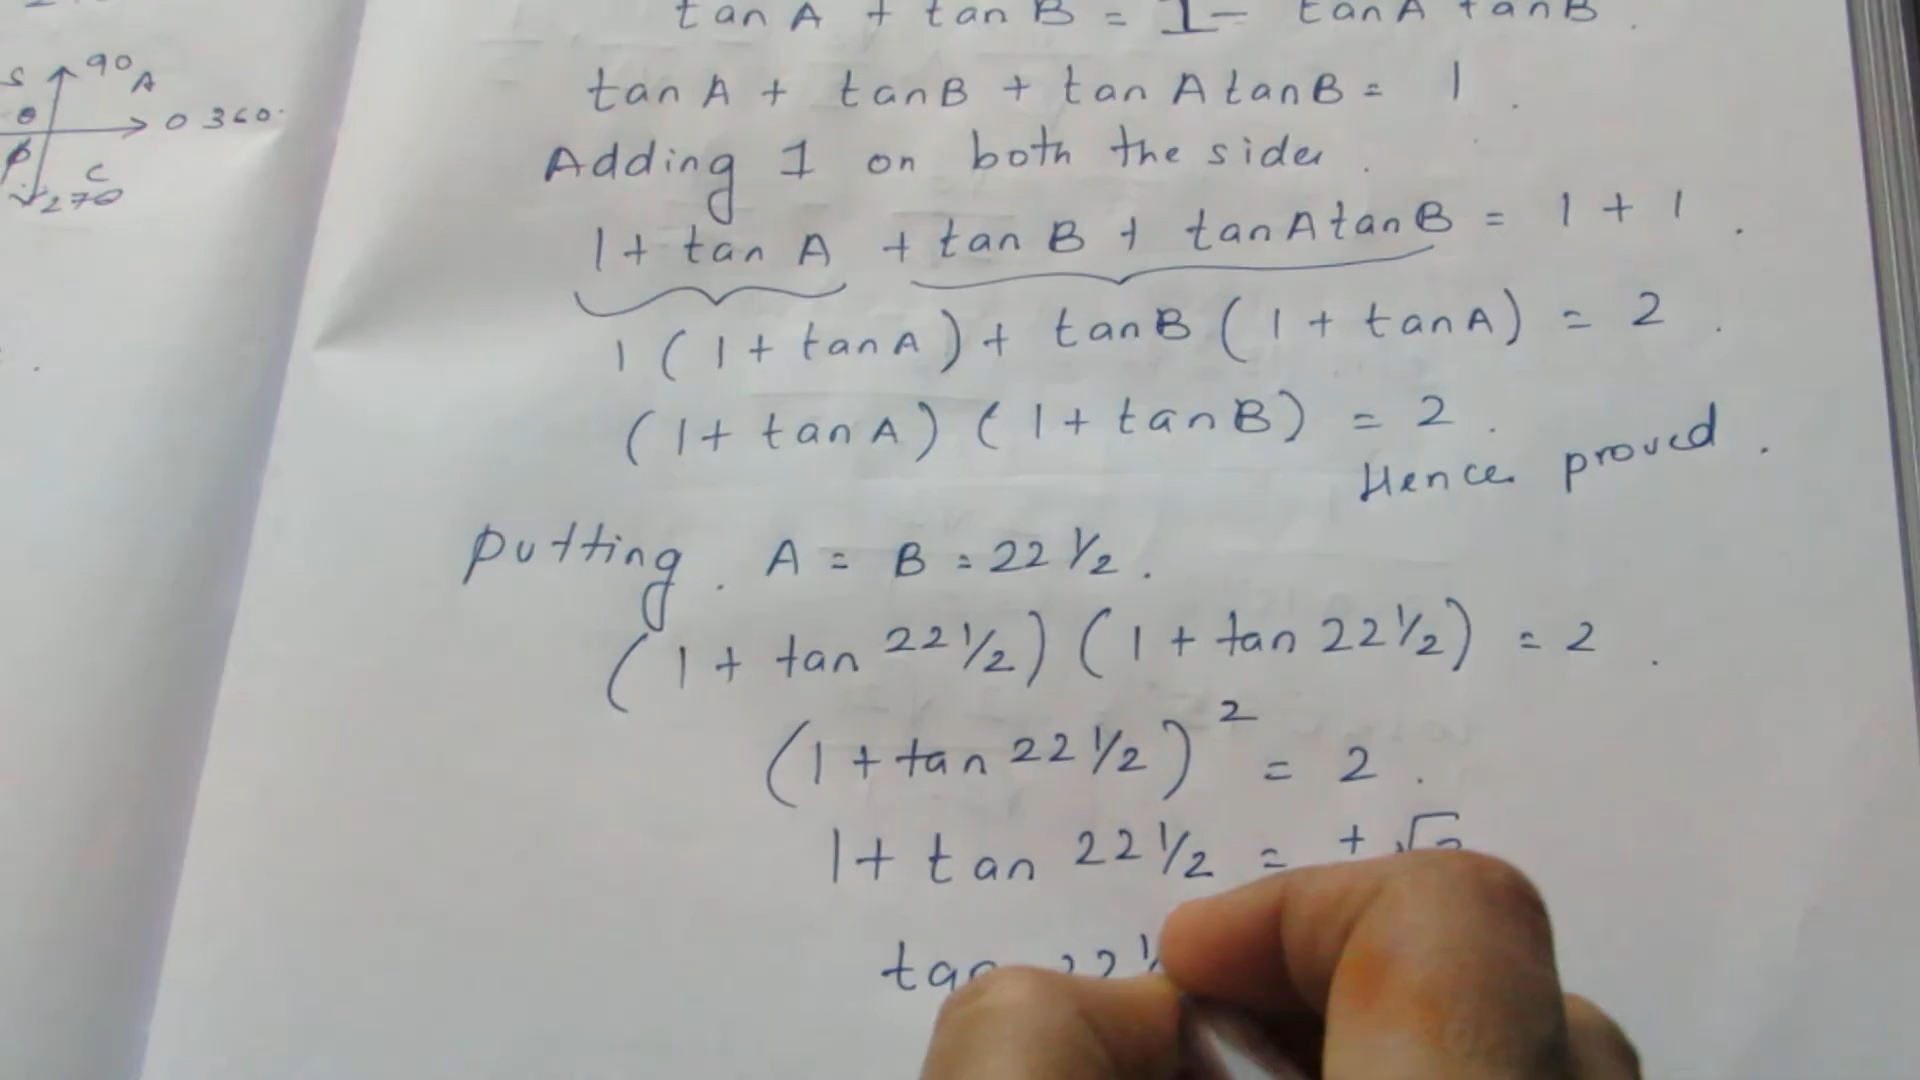 tan A + tan B = 1 - tan A tan B.
tan A + tan B + tan A tan B = 1.
Adding 1 on both the sides.
1 + tan A + tan B + tan A tan B = 1 + 1.
1 ( 1 + tan A ) + tan B ( 1 + tan A ) = 2.
( 1 + tan A ) ( 1 + tan B ) = 2.
Hence proved.
putting. A = B = 22 1/2.
( 1 + tan 22 1/2 ) ( 1 + tan 22 1/2 ) = 2.
( 1 + tan 22 1/2 )² = 2.
1 + tan 22 1/2 =
tan 22
S 90 A
θ 0 360.
C
270